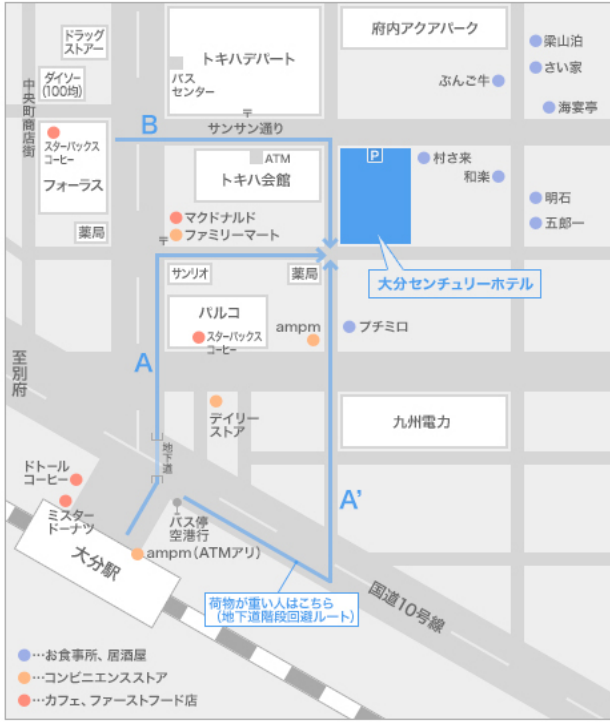 ドラッグ
ストアー
トキハデパート
府内アクアパーク
梁山泊
さい家
バス
センター
ダイソー
(100均)
ぶんご牛
海宴亭
中央町商店街
〒
サンサン通り
B
スターバックス
コーヒー
フォーラス
ATM
トキハ会館
P
村さ来
和楽
明石
五郎一
薬局
マクドナルド
〒
ファミリーマート
サンリオ
薬局
大分センチュリーホテル
パルコ
スターバックス
コーヒー
ampm
プチミロ
至別府
A
デイリー
ストア
九州電力
地下道
ドトール
コーヒー
ミスター
ドーナツ
バス停
空港行
A'
大分駅
ampm(ATMアリ)
荷物が重い人はこちら
(地下道階段回避ルート)
国道10号線
…お食事所、居酒屋
…コンビニエンスストア
…カフェ、ファーストフード店